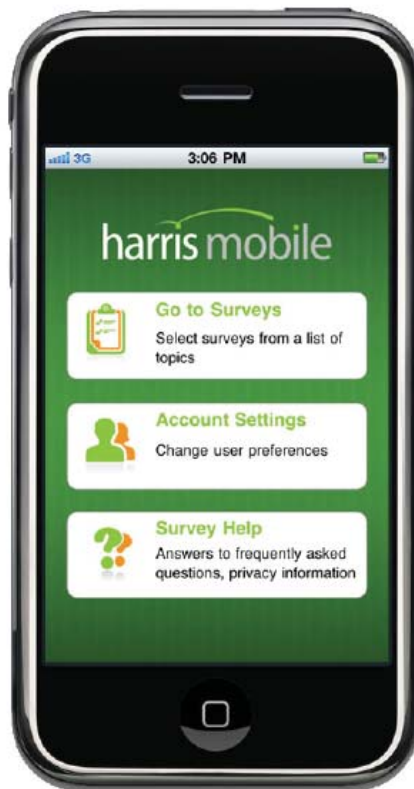 3G 3:06 PM
harris mobile
Go to Surveys
Select surveys from a list of
topics
Account Settings
Change user preferences
Survey Help
Answers to frequently asked
questions, privacy information